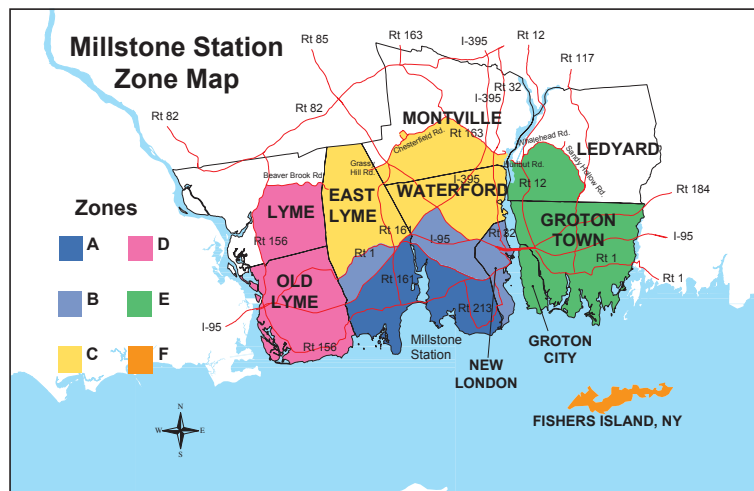 Millstone Station
Zone Map
Rt 85
Rt 163
I-395
Rt 12
Rt 117
Rt 82
Rt 82
I-395
Rt 32
MONTVILLE
Rt 163
Chesterfield Rd.
Whalehead Rd.
LEDYARD
Grassy
Hill Rd.
Beaver Brook Rd.
I-395
Rt 12
Sandy Hollow Rd.
Rt 184
Zones
A
D
B
E
C
F
LYME
EAST
LYME
WATERFORD
GROTON
TOWN
Rt 156
Rt 161
Rt 32
I-95
I-95
Rt 1
Rt 1
Rt 1
OLD
LYME
Rt 161
Rt 213
I-95
Rt 156
Millstone
Station
GROTON
CITY
NEW
LONDON
FISHERS ISLAND, NY
N
W
E
S